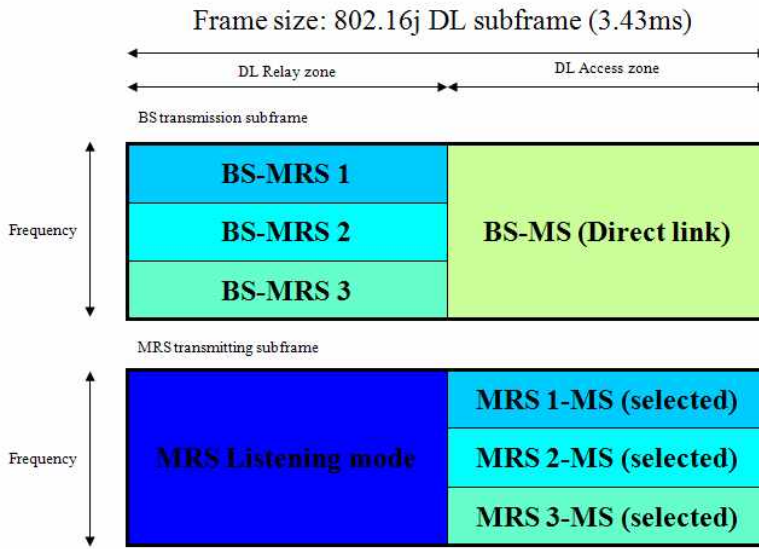 Frame size: 802.16j DL subframe (3.43ms)
DL Relay zone
DL Access zone
BS transmission subframe
Frequency
BS-MRS 1
BS-MRS 2
BS-MRS 3
BS-MS (Direct link)
MRS transmitting subframe
Frequency
MRS Listening mode
MRS 1-MS (selected)
MRS 2-MS (selected)
MRS 3-MS (selected)